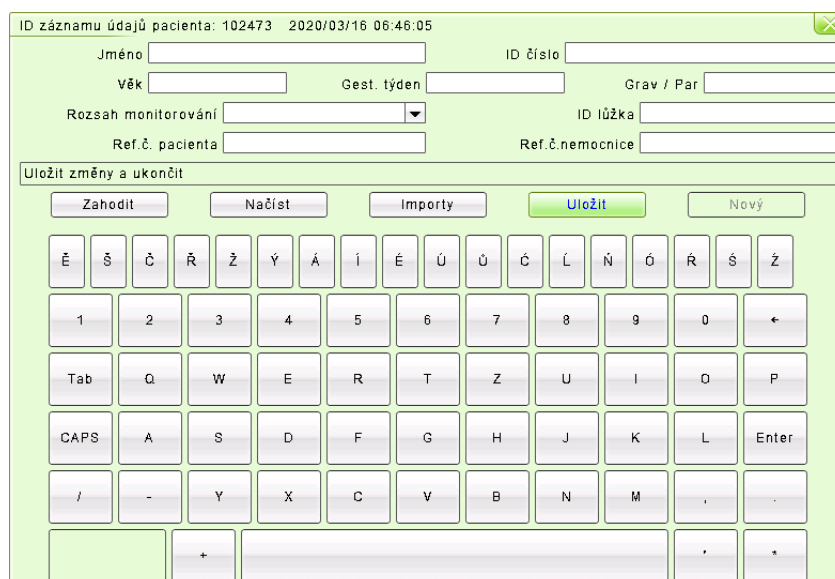 ID záznamu údajů pacienta: 102473 2020/03/16 06:46:05
Jméno ID číslo
Věk Gest. týden Grav / Par
Rozsah monitorování ID lůžka
Ref.č. pacienta Ref.č.nemocnice
Uložit změny a ukončit
Zahodit Načíst Importy Uložit Nový
Ě Š Č Ř Ž Ý Á Í É Ú Ů Ć Ĺ Ň Ó Ŕ Ś Ź
1 2 3 4 5 6 7 8 9 0 ←
Tab Q W E R T Z U I O P
CAPS A S D F G H J K L Enter
/ - Y X C V B N M , .
+ ' *